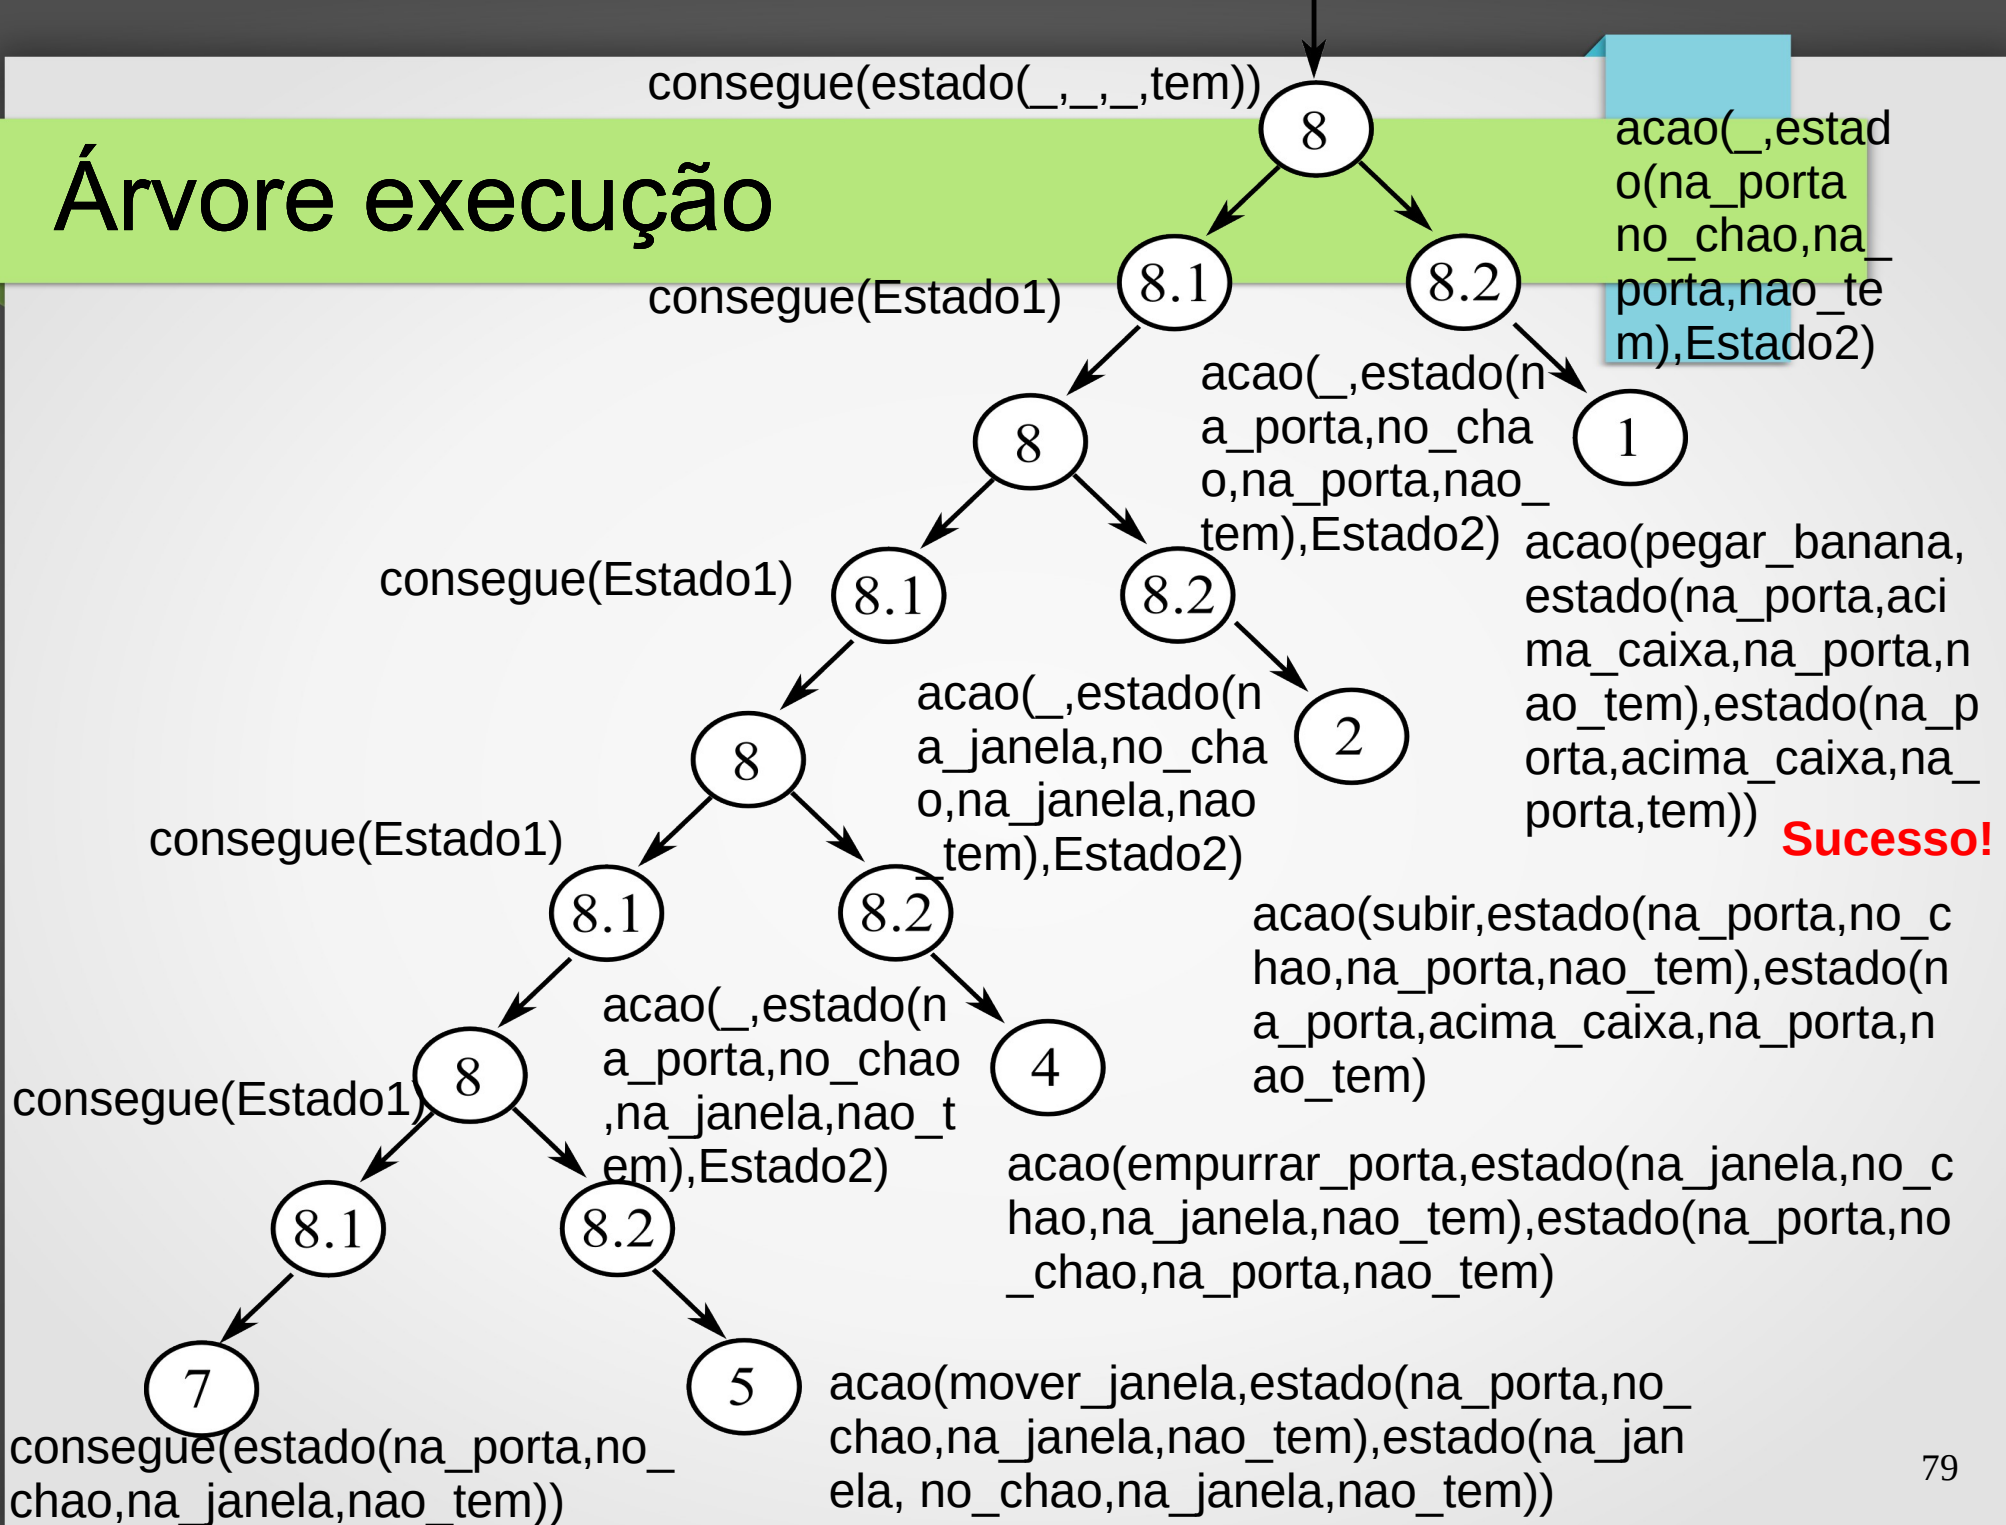 consegue(estado(_,_,_,tem))
8
acao(_,estad
o(na_porta
no_chao,na_
porta,nao_te
m),Estado2)
Árvore execução
consegue(Estado1)
8.1
8.2
acao(_,estado(n
a_porta,no_cha
o,na_porta,nao_
tem),Estado2)
8
1
acao(pegar_banana,
estado(na_porta,aci
ma_caixa,na_porta,n
ao_tem),estado(na_p
orta,acima_caixa,na_
porta,tem))
Sucesso!
consegue(Estado1)
8.1
8.2
acao(_,estado(n
a_janela,no_cha
o,na_janela,nao
_tem),Estado2)
8
2
consegue(Estado1)
8.1
8.2
acao(subir,estado(na_porta,no_c
hao,na_porta,nao_tem),estado(n
a_porta,acima_caixa,na_porta,n
ao_tem)
acao(_,estado(n
a_porta,no_chao
,na_janela,nao_t
em),Estado2)
8
4
consegue(Estado1)
acao(empurrar_porta,estado(na_janela,no_c
hao,na_janela,nao_tem),estado(na_porta,no
_chao,na_porta,nao_tem)
8.1
8.2
7
5
acao(mover_janela,estado(na_porta,no_
chao,na_janela,nao_tem),estado(na_jan
ela, no_chao,na_janela,nao_tem))
consegue(estado(na_porta,no_
chao,na_janela,nao_tem))
79